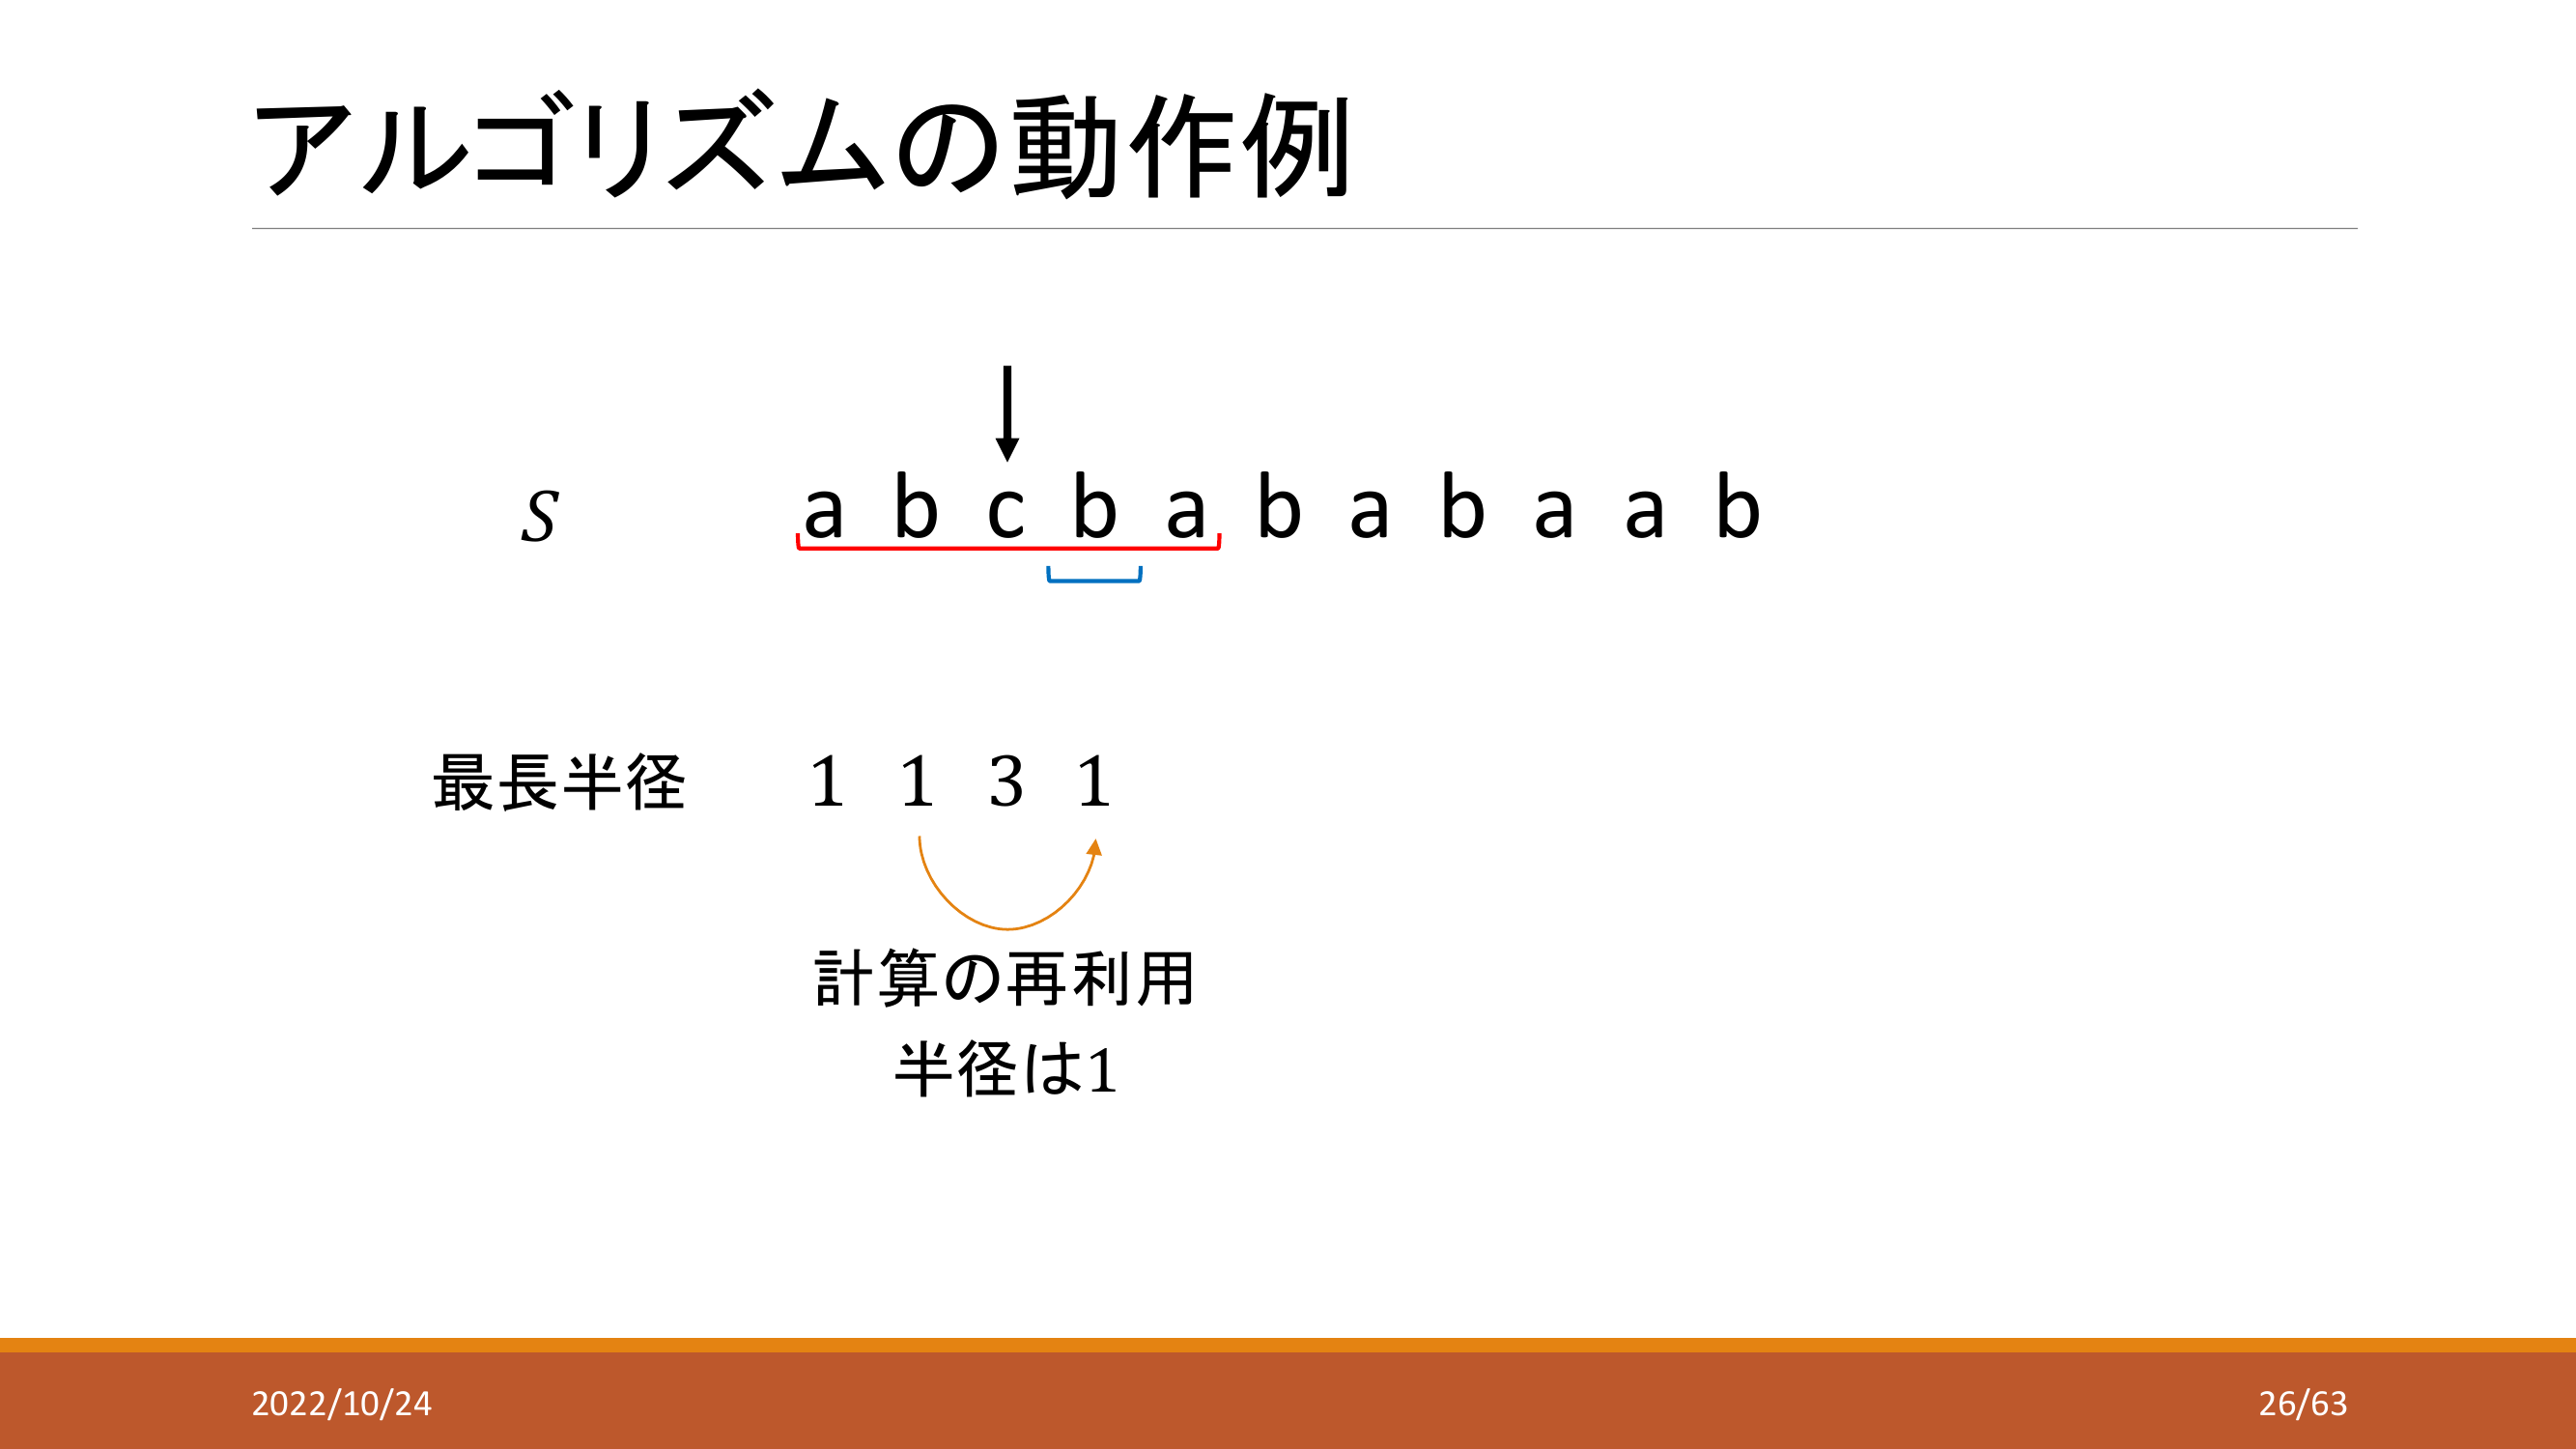 アルゴリズムの動作例
S a b c b a b a b a a b
最長半径 1 1 3 1
計算の再利用
半径は1
2022/10/24 26/63